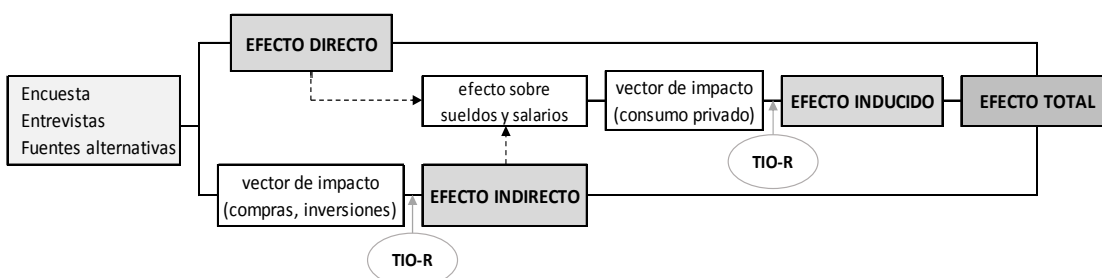 EFECTO DIRECTO
Encuesta
Entrevistas
Fuentes alternativas
efecto sobre
sueldos y salarios
vector de impacto
(consumo privado)
EFECTO INDUCIDO
EFECTO TOTAL
TIO-R
vector de impacto
(compras, inversiones)
EFECTO INDIRECTO
TIO-R